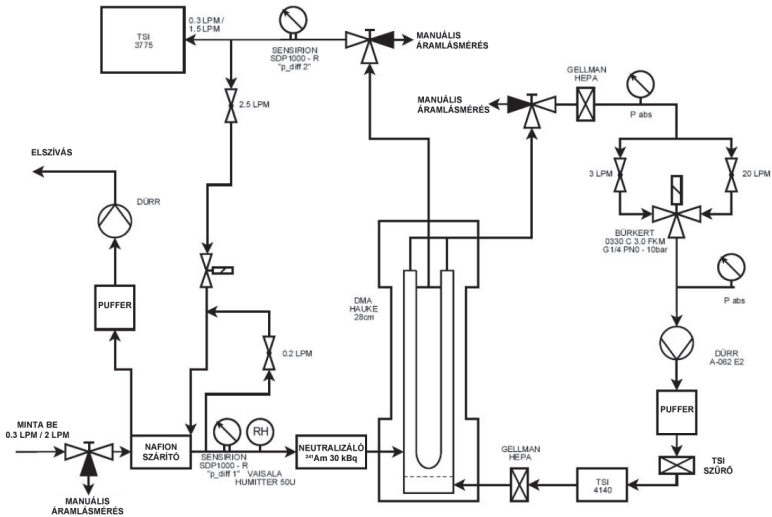 TSI
3775
0.3 LPM /
1.5 LPM
SENSIRION
SDP1000 - R
"p_diff 2"
MANUÁLIS
ÁRAMLÁSMÉRÉS
2.5 LPM
MANUÁLIS
ÁRAMLÁSMÉRÉS
GELLMAN
HEPA
P abs
3 LPM
20 LPM
BÜRKERT
0330 C 3.0 FKM
G1/4 PN0 - 10bar
P abs
ELSZÍVÁS
DÜRR
PUFFER
0.2 LPM
DMA
HAUKE
28cm
DÜRR
A-062 E2
PUFFER
MINTA BE
0.3 LPM / 2 LPM
NAFION
SZÁRÍTÓ
RH
SENSIRION
SDP1000 - R
"p_diff 1"
VAISALA
HUMITTER 50U
NEUTRALIZÁLÓ
²⁴¹Am 30 kBq
GELLMAN
HEPA
TSI
4140
TSI
SZŰRŐ
MANUÁLIS
ÁRAMLÁSMÉRÉS